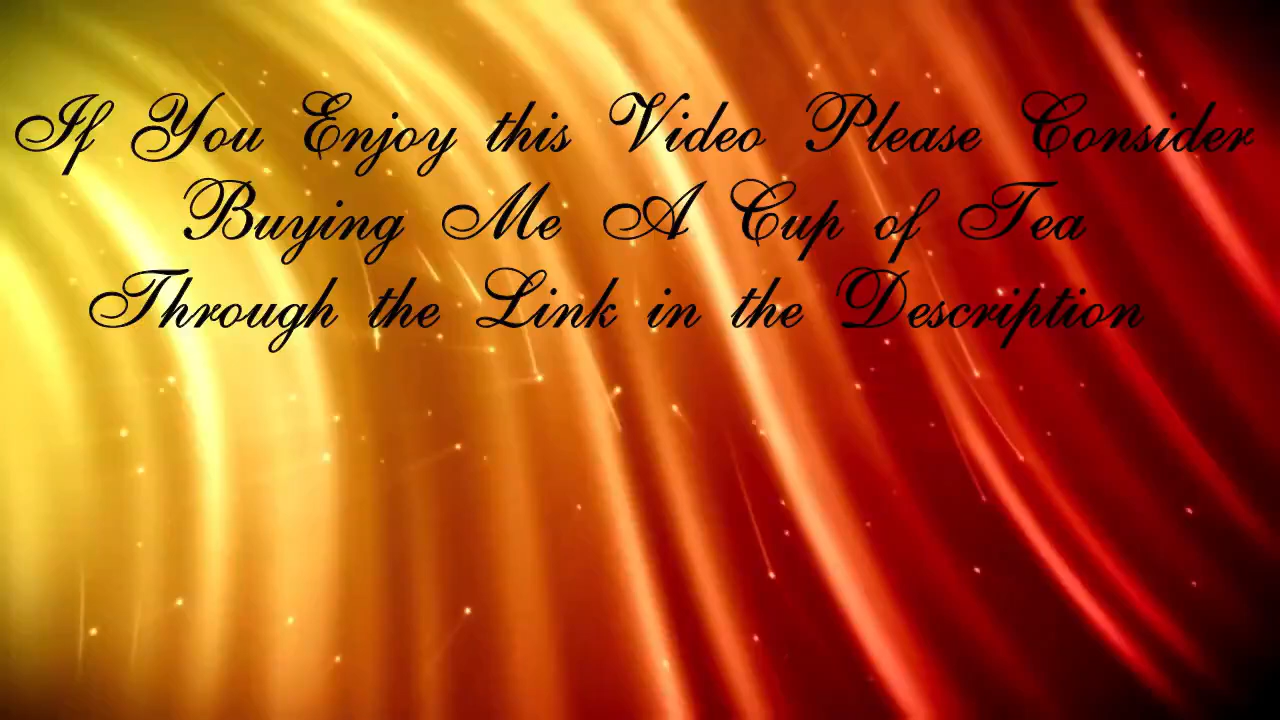 If You Enjoy this Video Please Consider
Buying Me A Cup of Tea
Through the Link in the Description